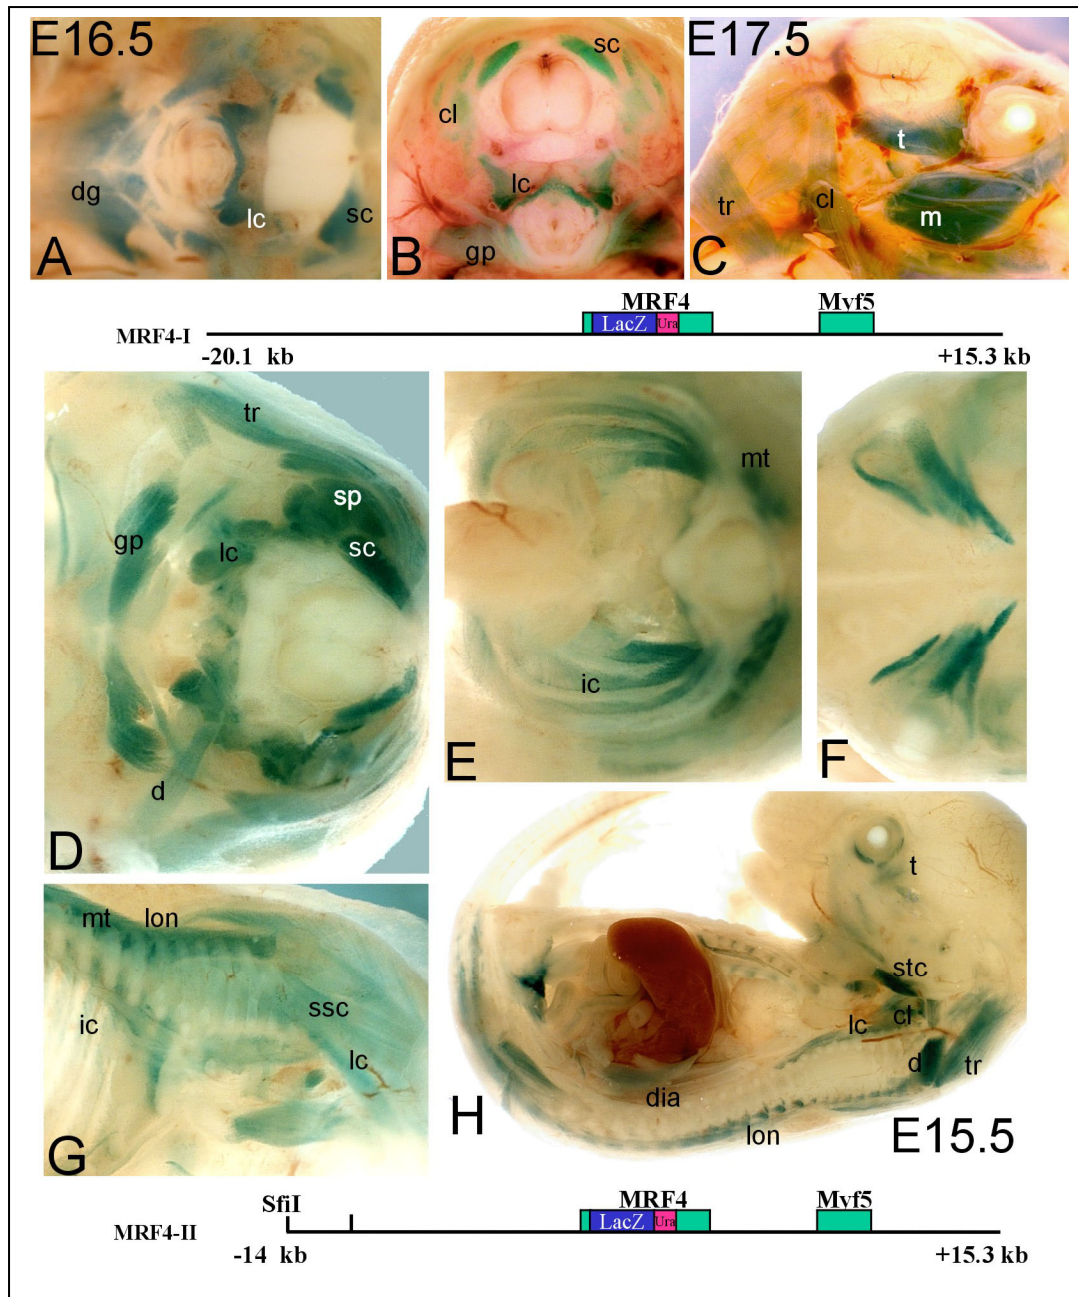 E16.5
dg
lc
sc
A
sc
cl
lc
gp
B
E17.5
t
tr
cl
m
C
MRF4
Myf5
LacZ
Ura
MRF4-I
-20.1 kb
+15.3 kb
tr
sp
gp
lc
sc
d
D
mt
ic
E
F
mt
lon
ic
ssc
lc
G
t
stc
lc
cl
d
tr
dia
lon
H
E15.5
SfiI
MRF4
Myf5
LacZ
Ura
MRF4-II
-14 kb
+15.3 kb